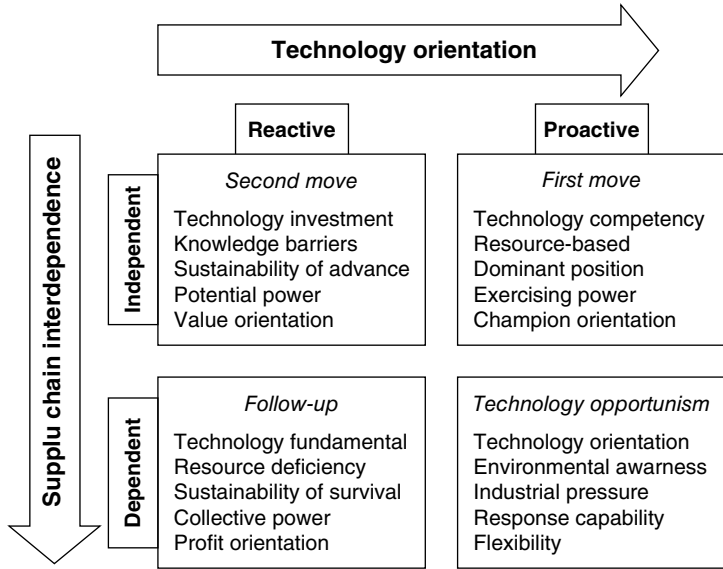 Technology orientation
Reactive
Proactive
Supplu chain interdependence
Independent
Second move
Technology investment
Knowledge barriers
Sustainability of advance
Potential power
Value orientation
First move
Technology competency
Resource-based
Dominant position
Exercising power
Champion orientation
Dependent
Follow-up
Technology fundamental
Resource deficiency
Sustainability of survival
Collective power
Profit orientation
Technology opportunism
Technology orientation
Environmental awarness
Industrial pressure
Response capability
Flexibility